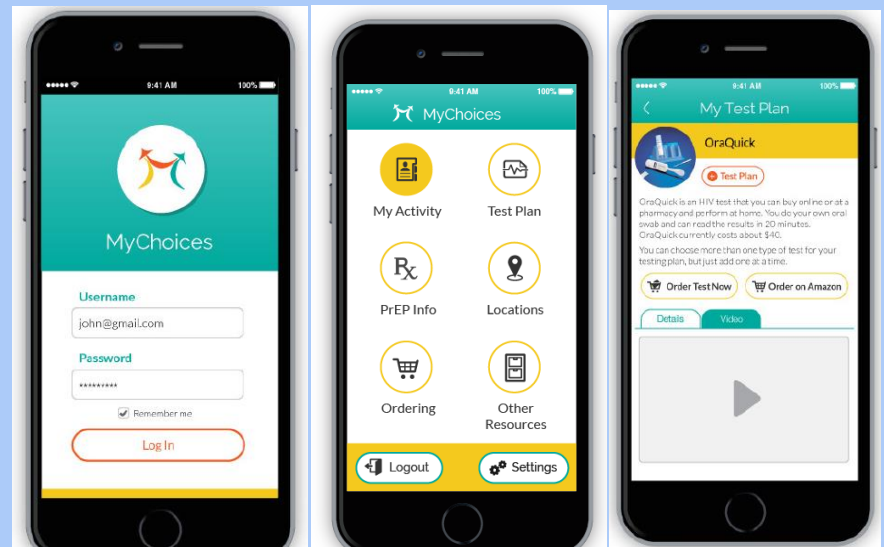 9:41 AM 100%
MyChoices
Username
john@gmail.com
Password
*********
Remember me
Log In
9:41 AM 100%
MyChoices
My Activity Test Plan
Rx
PrEP Info Locations
Ordering Other
Resources
Logout Settings
9:41 AM 100%
My Test Plan
OraQuick
Test Plan
OraQuick is an HIV test that you can buy online or at a
pharmacy and perform at home. You do your own oral
swab and can read the results in 20 minutes.
OraQuick currently costs about $40.
You can choose more than one type of test for your
testing plan, but just add one at a time.
Order Test Now Order on Amazon
Details Video